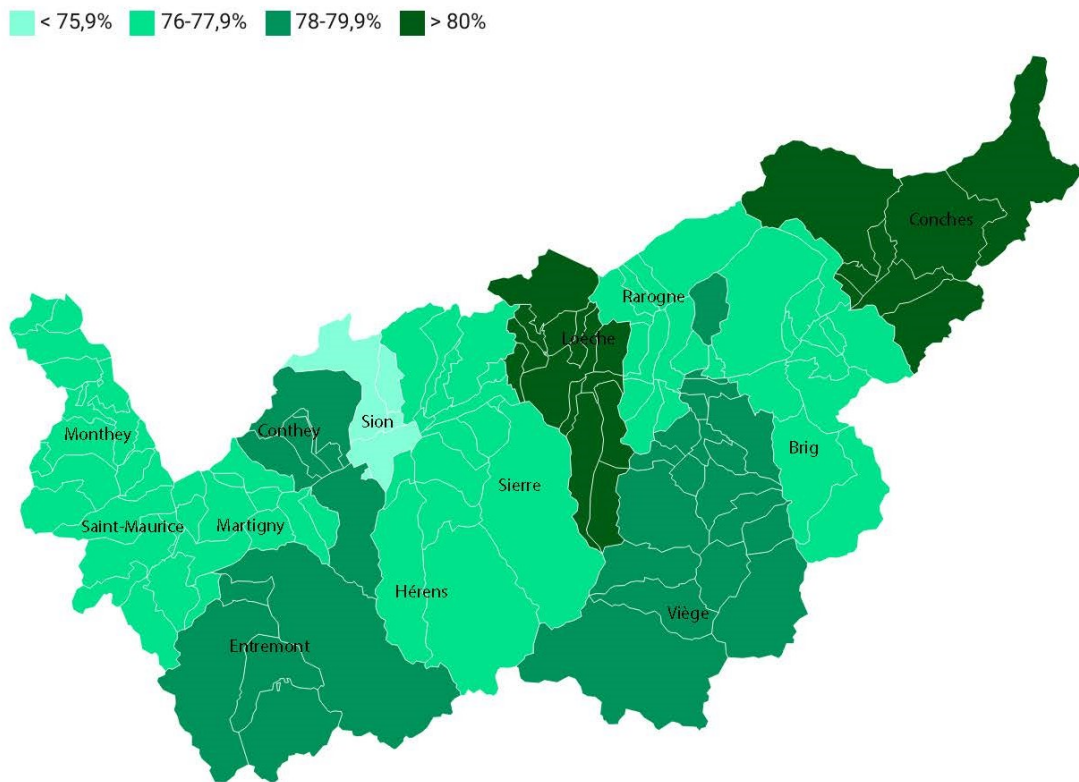 < 75,9% 76-77,9% 78-79,9% > 80%
Conches
Rarogne
Loèche
Sion
Conthey
Monthey
Brig
Sierre
Saint-Maurice
Martigny
Hérens
Viège
Entremont